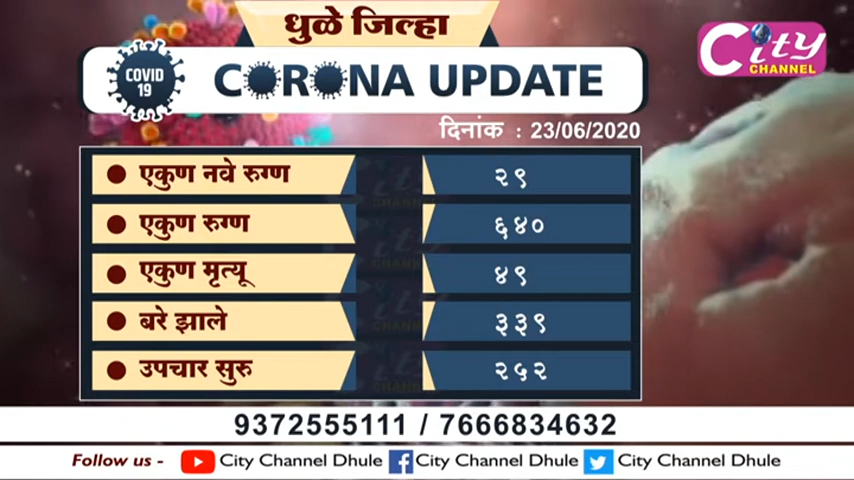 धुळे जिल्हा
City
CHANNEL
COVID
19
CORONA UPDATE
दिनांक : 23/06/2020
एकुण नवे रुग्ण २९
एकुण रुग्ण ६४०
एकुण मृत्यू ४९
बरे झाले ३३९
उपचार सुरु २५२
9372555111 / 7666834632
Follow us - City Channel Dhule City Channel Dhule City Channel Dhule